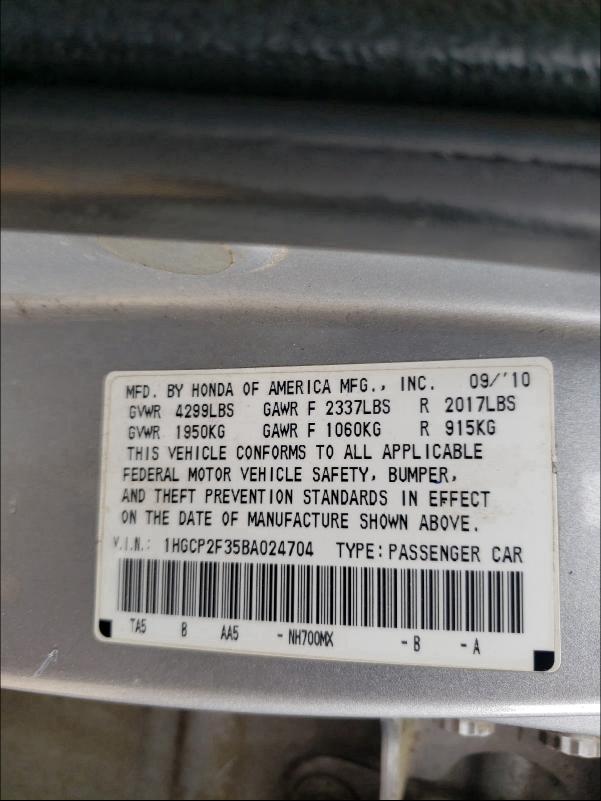 MFD. BY HONDA OF AMERICA MFG., INC. 09/'10
GVWR 4299LBS GAWR F 2337LBS R 2017LBS
GVWR 1950KG GAWR F 1060KG R 915KG
THIS VEHICLE CONFORMS TO ALL APPLICABLE
FEDERAL MOTOR VEHICLE SAFETY, BUMPER,
AND THEFT PREVENTION STANDARDS IN EFFECT
ON THE DATE OF MANUFACTURE SHOWN ABOVE.
V.I.N.: 1HGCP2F35BA024704 TYPE: PASSENGER CAR
TA5 B AA5 - NH700MX - B - A